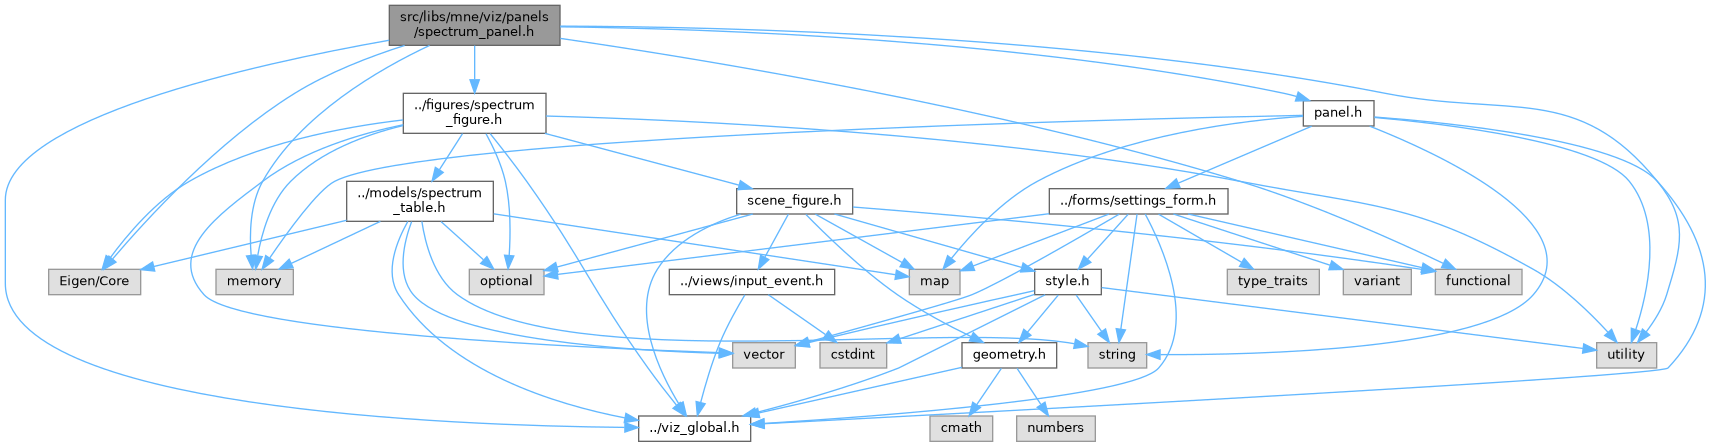 src/libs/mne/viz/panels
/spectrum_panel.h
../figures/spectrum
_figure.h
panel.h
../models/spectrum
_table.h
scene_figure.h
../forms/settings_form.h
Eigen/Core
memory
optional
../views/input_event.h
map
style.h
type_traits
variant
functional
vector
cstdint
geometry.h
string
utility
../viz_global.h
cmath
numbers